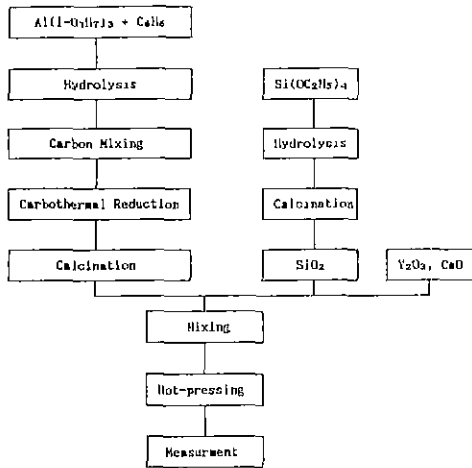 Al(i-O3H7)3 + C6H6
Hydrolysis
Carbon Mixing
Carbothermal Reduction
Calcination
Si(OC2H5)4
Hydrolysis
Calcination
SiO2
Y2O3, CaO
Mixing
Hot-pressing
Measurment